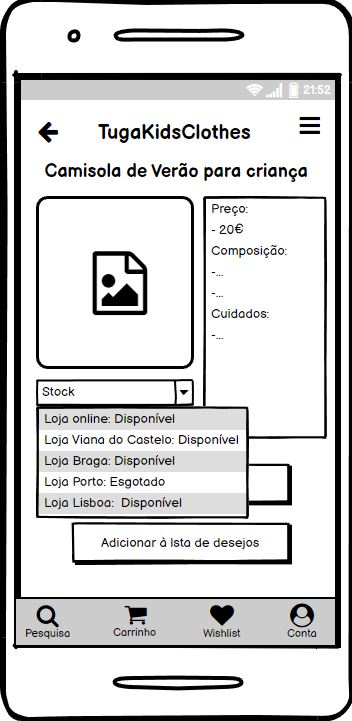 21:52
TugaKidsClothes
Camisola de Verão para criança
Preço:
- 20€
Composição:
-...
-...
Cuidados:
-...
Stock
Loja online: Disponível
Loja Viana do Castelo: Disponível
Loja Braga: Disponível
Loja Porto: Esgotado
Loja Lisboa: Disponível
Adicionar à lsta de desejos
Pesquisa
Carrinho
Wishlist
Conta